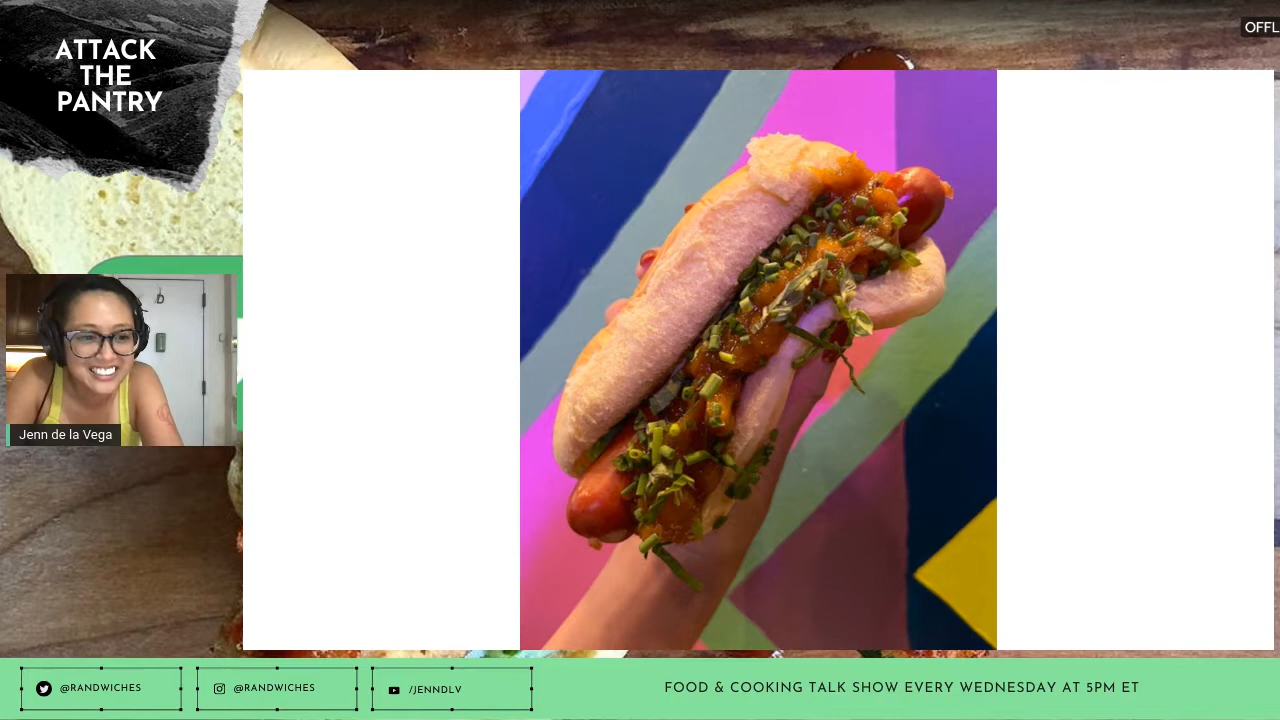 ATTACK
THE
PANTRY
OFFL
Jenn de la Vega
@RANDWICHES
@RANDWICHES
/JENNDLV
FOOD & COOKING TALK SHOW EVERY WEDNESDAY AT 5PM ET